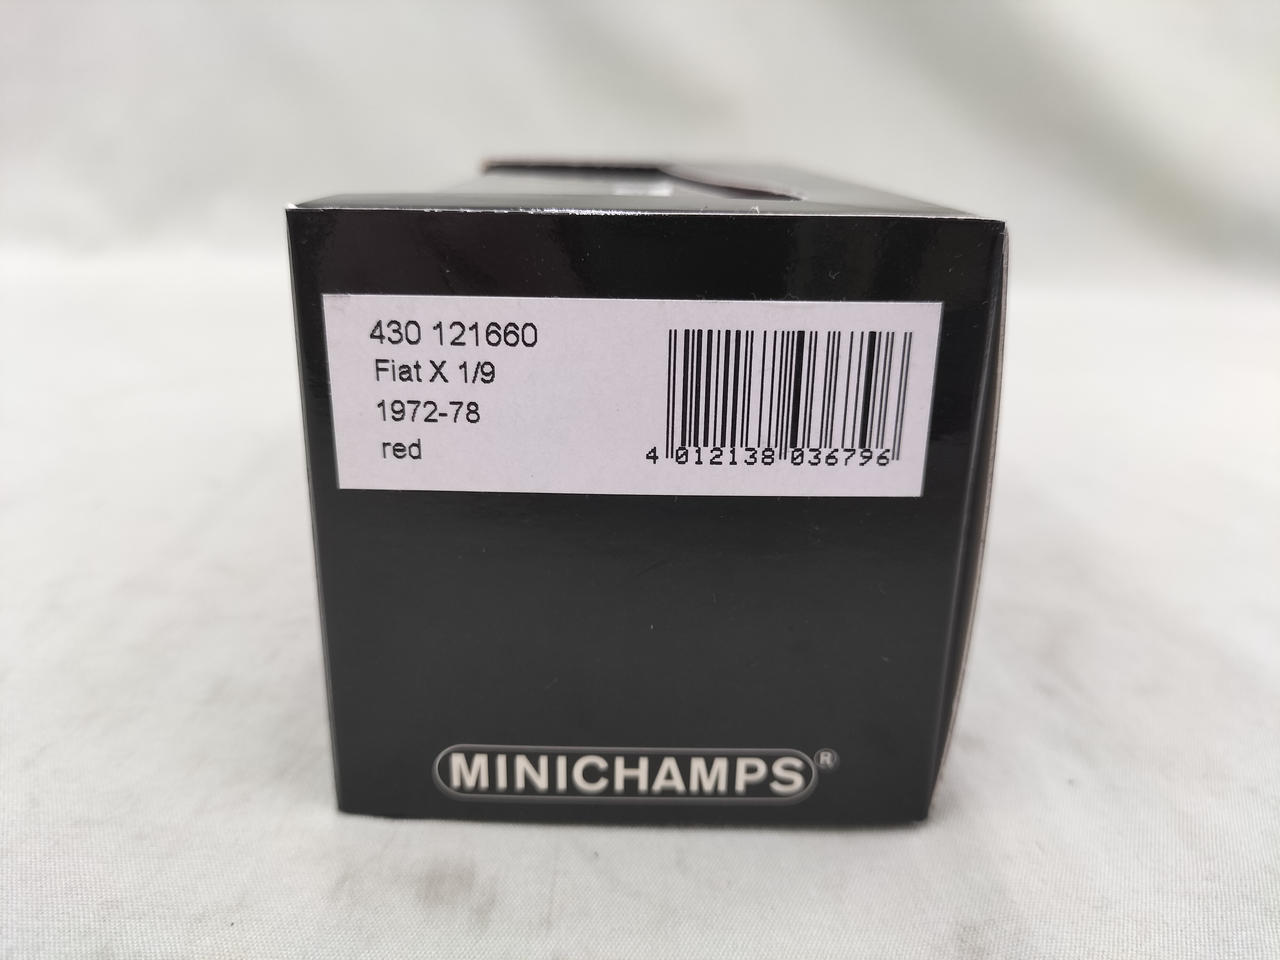 430 121660
Fiat X 1/9
1972-78
red
4 012138 036796
MINICHAMPS®